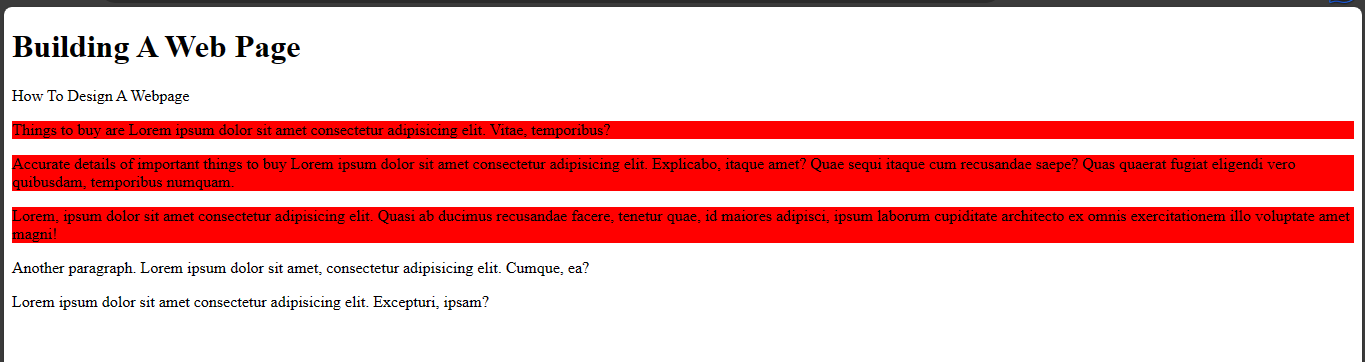 Building A Web Page
How To Design A Webpage
Things to buy are Lorem ipsum dolor sit amet consectetur adipisicing elit. Vitae, temporibus?
Accurate details of important things to buy Lorem ipsum dolor sit amet consectetur adipisicing elit. Explicabo, itaque amet? Quae sequi itaque cum recusandae saepe? Quas quaerat fugiat eligendi vero
quibusdam, temporibus numquam.
Lorem, ipsum dolor sit amet consectetur adipisicing elit. Quasi ab ducimus recusandae facere, tenetur quae, id maiores adipisci, ipsum laborum cupiditate architecto ex omnis exercitationem illo voluptate amet
magni!
Another paragraph. Lorem ipsum dolor sit amet, consectetur adipisicing elit. Cumque, ea?
Lorem ipsum dolor sit amet consectetur adipisicing elit. Excepturi, ipsam?